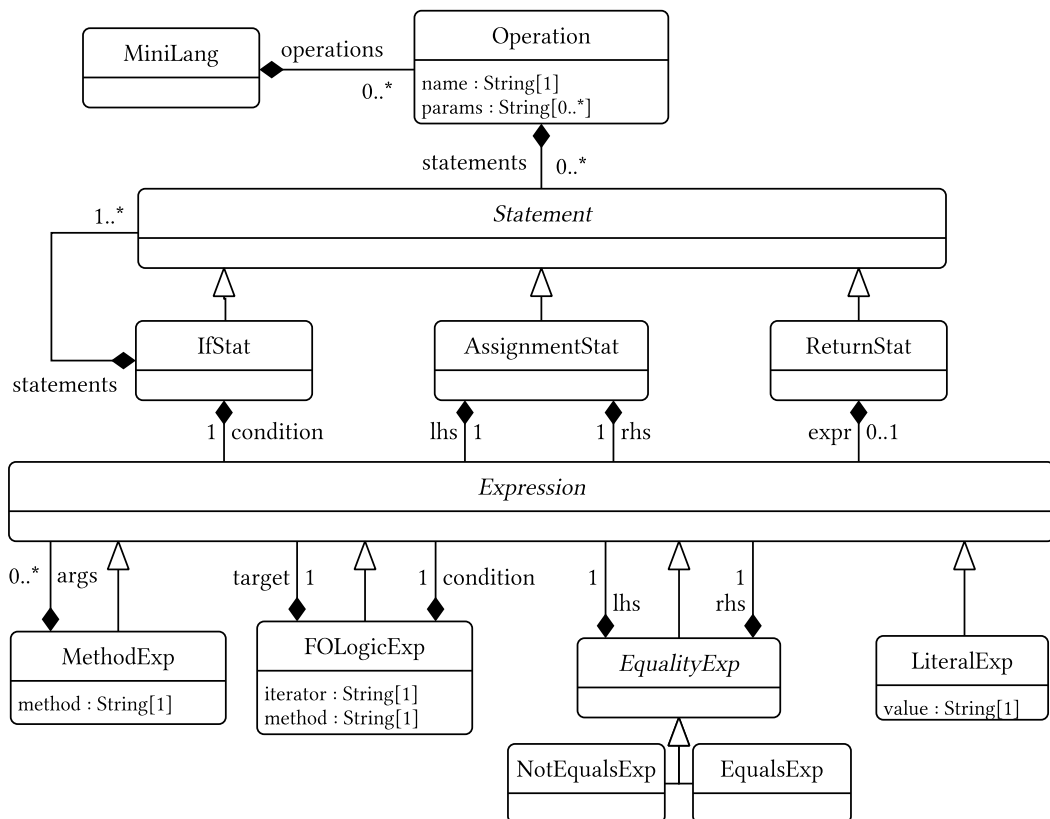 MiniLang
operations
0..*
Operation
name : String[1]
params : String[0..*]
statements
0..*
1..*
Statement
IfStat
AssignmentStat
ReturnStat
statements
1 condition
lhs 1
1 rhs
expr 0..1
Expression
0..* args
target 1
1 condition
1
lhs
1
rhs
MethodExp
method : String[1]
FOLogicExp
iterator : String[1]
method : String[1]
EqualityExp
LiteralExp
value : String[1]
NotEqualsExp
EqualsExp